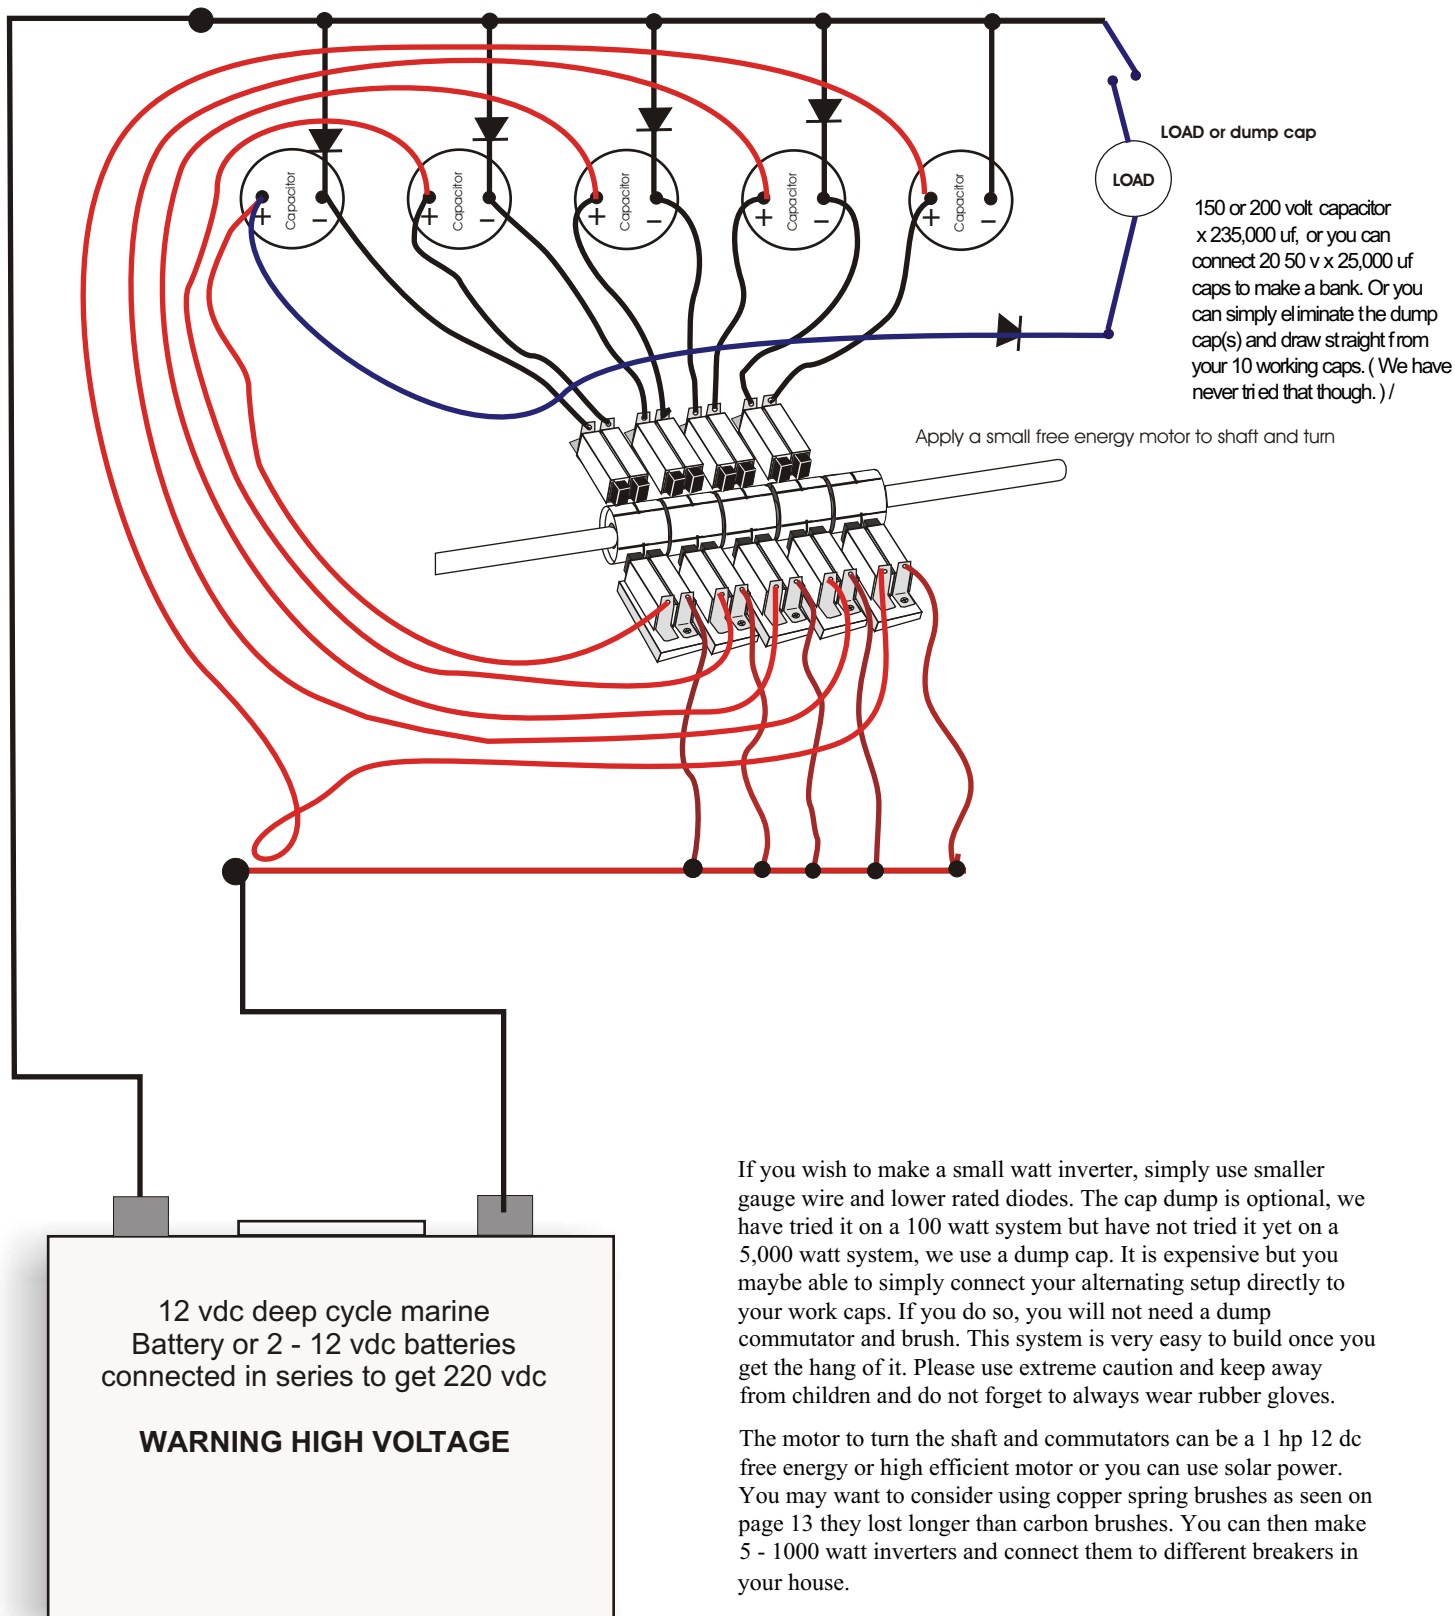 LOAD or dump cap
LOAD
Capacitor
+
−
Capacitor
+
−
Capacitor
+
−
Capacitor
+
−
Capacitor
+
−
150 or 200 volt capacitor
x 235,000 uf, or you can
connect 20 50 v x 25,000 uf
caps to make a bank. Or you
can simply eliminate the dump
cap(s) and draw straight from
your 10 working caps. ( We have
never tried that though. ) /
Apply a small free energy motor to shaft and turn
12 vdc deep cycle marine
Battery or 2 - 12 vdc batteries
connected in series to get 220 vdc
WARNING HIGH VOLTAGE
If you wish to make a small watt inverter, simply use smaller
gauge wire and lower rated diodes. The cap dump is optional, we
have tried it on a 100 watt system but have not tried it yet on a
5,000 watt system, we use a dump cap. It is expensive but you
maybe able to simply connect your alternating setup directly to
your work caps. If you do so, you will not need a dump
commutator and brush. This system is very easy to build once you
get the hang of it. Please use extreme caution and keep away
from children and do not forget to always wear rubber gloves.
The motor to turn the shaft and commutators can be a 1 hp 12 dc
free energy or high efficient motor or you can use solar power.
You may want to consider using copper spring brushes as seen on
page 13 they lost longer than carbon brushes. You can then make
5 - 1000 watt inverters and connect them to different breakers in
your house.